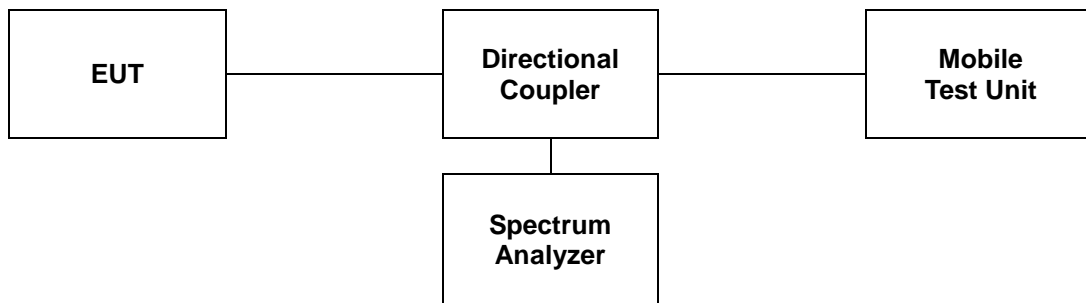 EUT
Directional
Coupler
Mobile
Test Unit
Spectrum
Analyzer